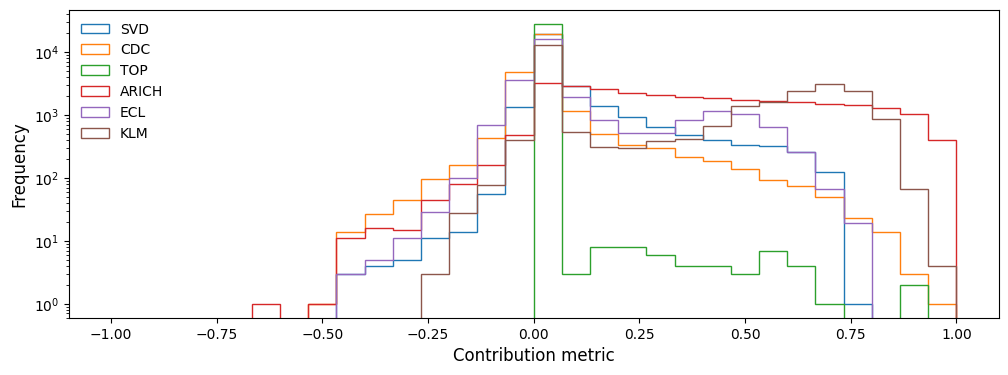 SVD
CDC
TOP
ARICH
ECL
KLM
Frequency
10⁴
10³
10²
10¹
10⁰
−1.00
−0.75
−0.50
−0.25
0.00
0.25
0.50
0.75
1.00
Contribution metric